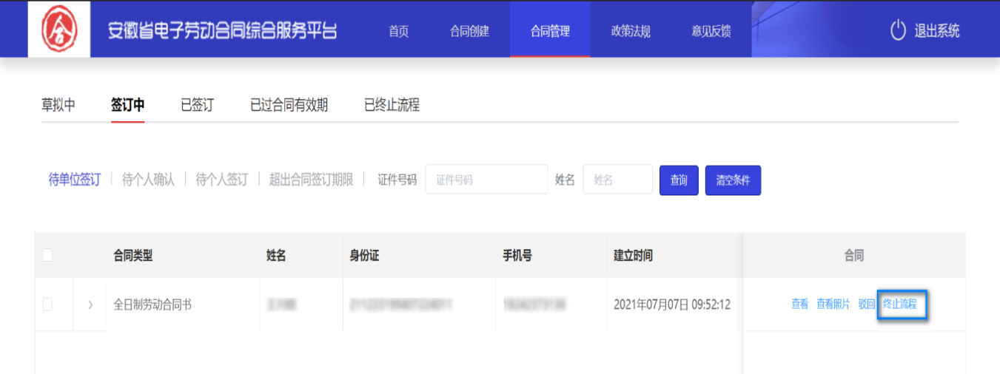 合 安徽省电子劳动合同综合服务平台 首页 合同创建 合同管理 政策法规 意见反馈 退出系统
草拟中 签订中 已签订 已过合同有效期 已终止流程
待单位签订 待个人确认 待个人签订 超出合同签订期限 证件号码 证件号码 姓名 姓名 查询 清空条件
合同类型 姓名 身份证 手机号 建立时间 合同
全日制劳动合同书 2021年07月07日 09:52:12 查看 查看照片 驳回 终止流程